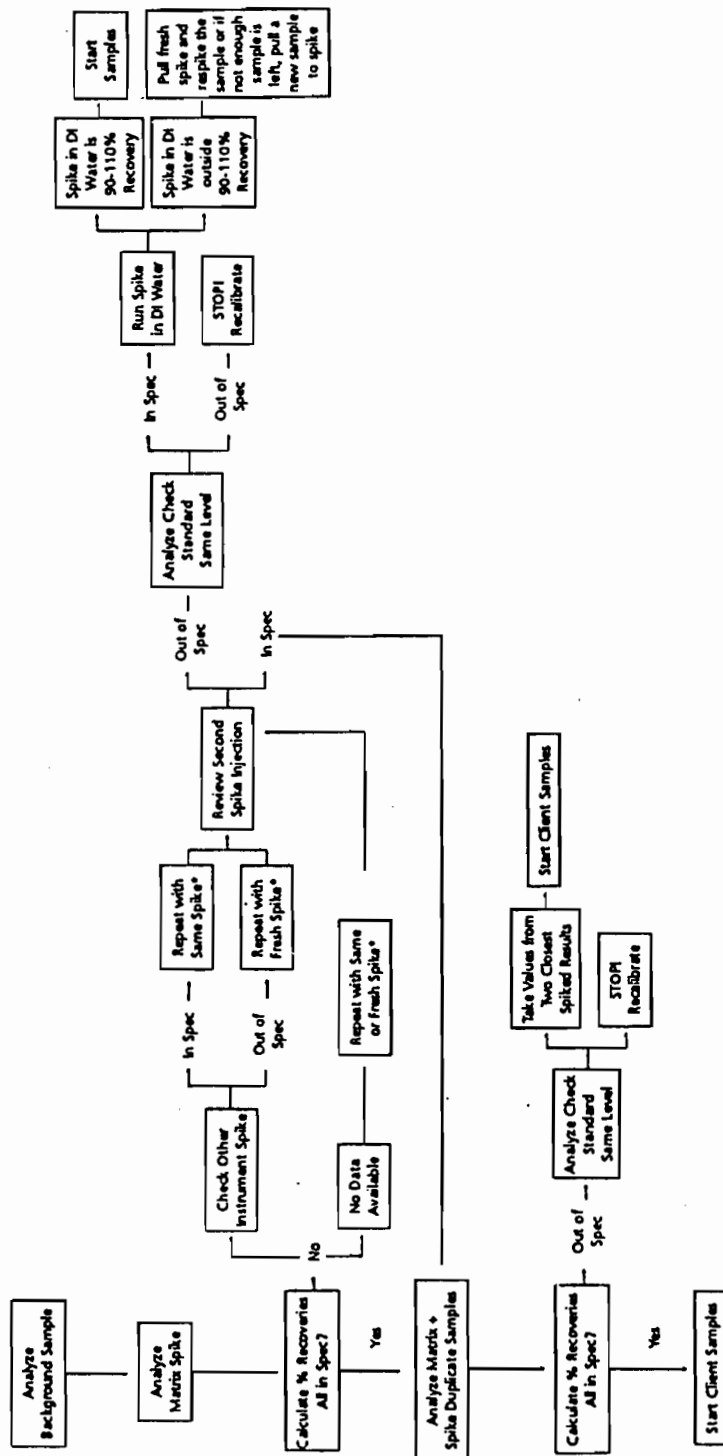 Analyze
Background Sample
Analyze
Matrix Spike
Calculate % Recoveries
All in Spec?
No
Yes
Check Other
Instrument Spike
No Data
Available
In Spec
Out of
Spec
Repeat with
Same Spike*
Repeat with
Fresh Spike*
Repeat with Same
or Fresh Spike*
Review Second
Spike Injection
Out of
Spec
In Spec
Analyze Check
Standard
Same Level
In Spec
Out of
Spec
Run Spike
in DI Water
STOP!
Recalibrate
Spike in DI
Water is
90-110%
Recovery
Spike in DI
Water is
outside
90-110%
Recovery
Start
Samples
Pull fresh
spike and
respike the
sample or if
not enough
sample is
left, pull a
new sample
to spike
Analyze Matrix +
Spike Duplicate Samples
Calculate % Recoveries
All in Spec?
Out of
Spec
Yes
Analyze Check
Standard
Same Level
Take Values from
Two Closest
Spiked Results
STOP!
Recalibrate
Start Client Samples
Start Client Samples